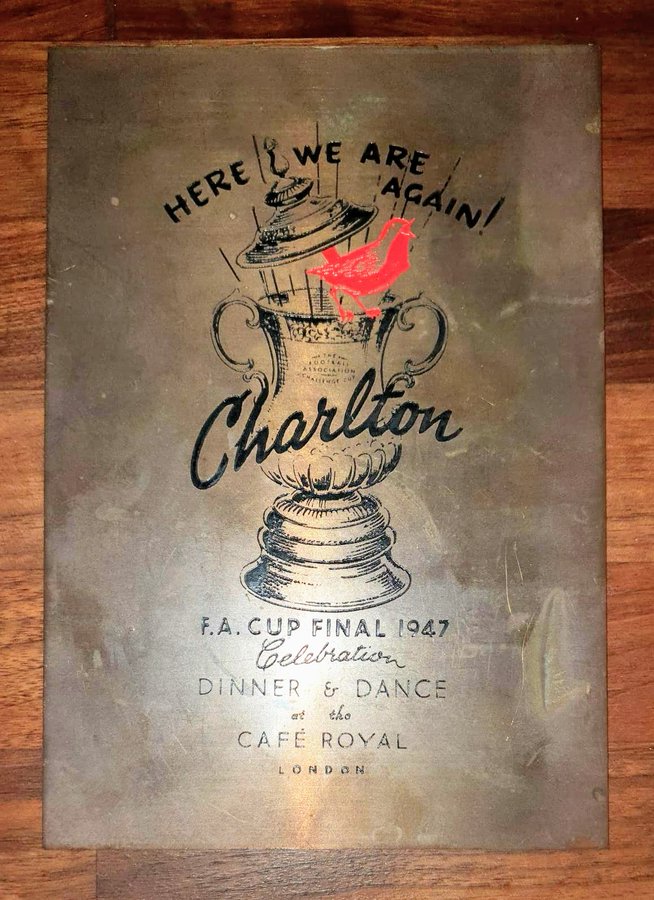 HERE WE ARE AGAIN!
THE
FOOTBALL
ASSOCIATION
CHALLENGE CUP
Charlton
F.A. CUP FINAL 1947
Celebration
DINNER & DANCE
at the
CAFÉ ROYAL
LONDON